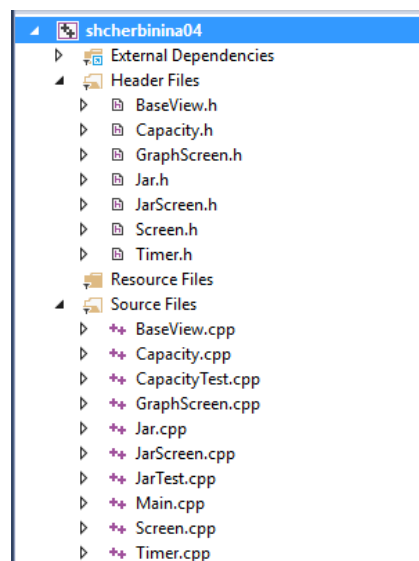 shcherbinina04
External Dependencies
Header Files
BaseView.h
Capacity.h
GraphScreen.h
Jar.h
JarScreen.h
Screen.h
Timer.h
Resource Files
Source Files
BaseView.cpp
Capacity.cpp
CapacityTest.cpp
GraphScreen.cpp
Jar.cpp
JarScreen.cpp
JarTest.cpp
Main.cpp
Screen.cpp
Timer.cpp